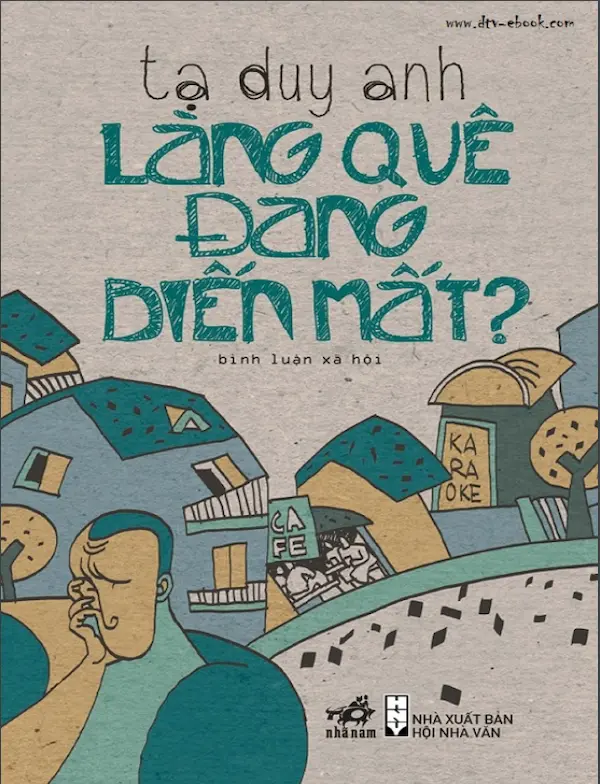 www.dtv-ebook.com
tạ duy anh
LÀNG QUÊ
ĐANG
BIẾN MẤT?
bình luận xã hội
KA
RA
OKE
CA
FE
nhã nam
HNV
NHÀ XUẤT BẢN
HỘI NHÀ VĂN